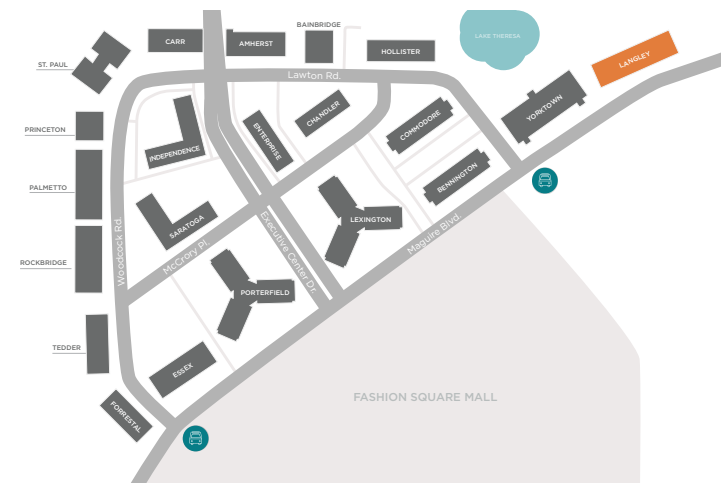 BAINBRIDGE
CARR
AMHERST
HOLLISTER
LAKE THERESA
LANGLEY
ST. PAUL
Lawton Rd.
YORKTOWN
CHANDLER
COMMODORE
ENTERPRISE
PRINCETON
INDEPENDENCE
BENNINGTON
PALMETTO
SARATOGA
LEXINGTON
Maguire Blvd.
Woodcock Rd.
McCrory Pl.
Executive Center Dr.
ROCKBRIDGE
PORTERFIELD
TEDDER
ESSEX
FASHION SQUARE MALL
FORRESTAL